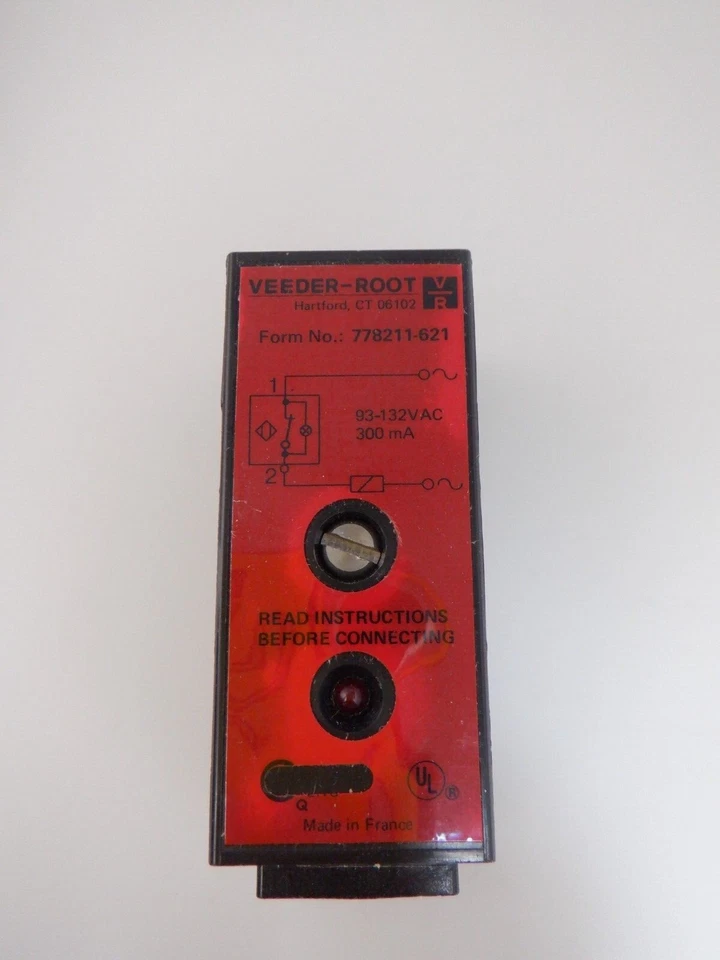 VEEDER-ROOT V/R
Hartford, CT 06102
Form No.: 778211-621
1
93-132VAC
300 mA
2
READ INSTRUCTIONS
BEFORE CONNECTING
UL ®
Q
Made in France